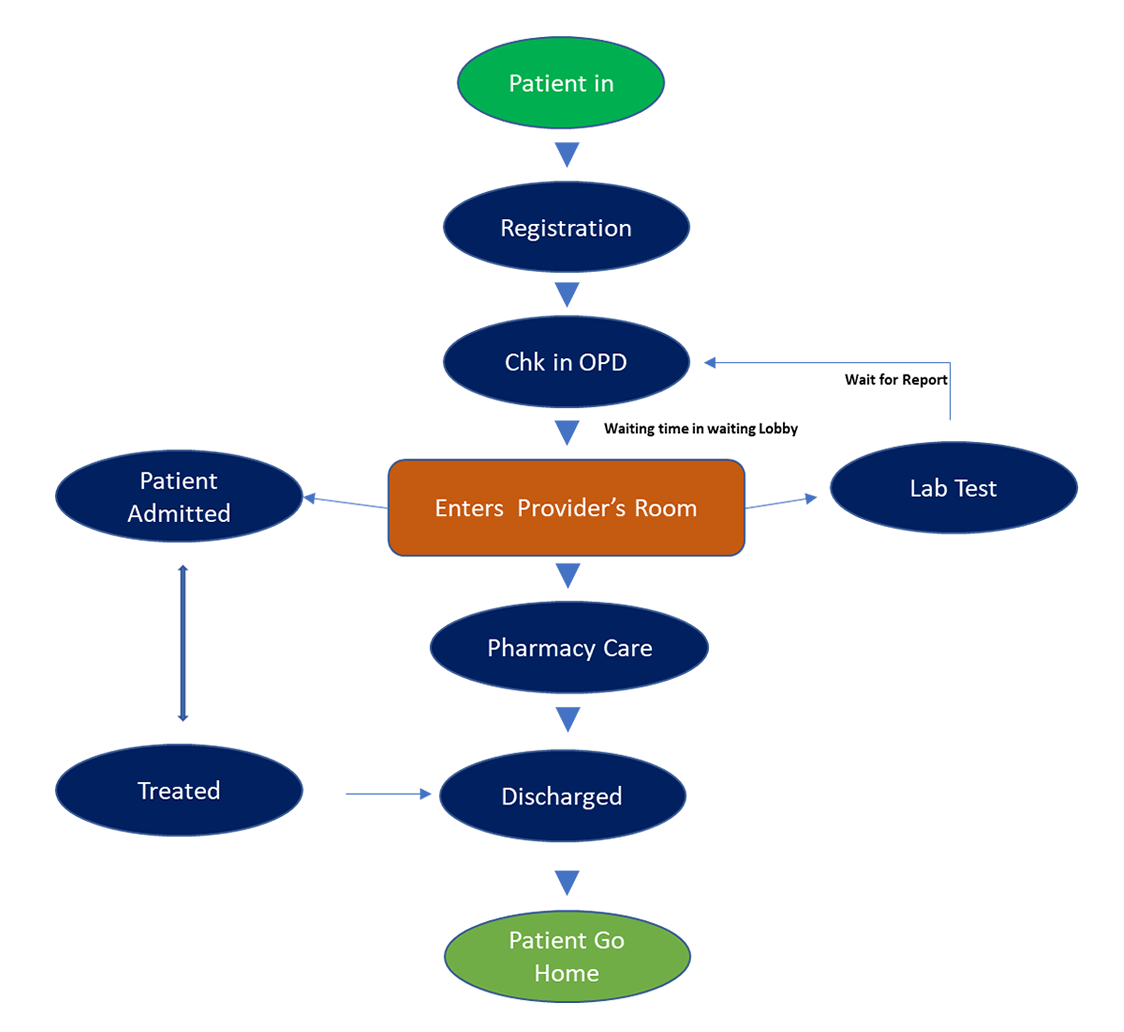 Patient in
Registration
Chk in OPD
Wait for Report
Waiting time in waiting Lobby
Patient
Admitted
Enters  Provider’s Room
Lab Test
Pharmacy Care
Treated
Discharged
Patient Go
Home